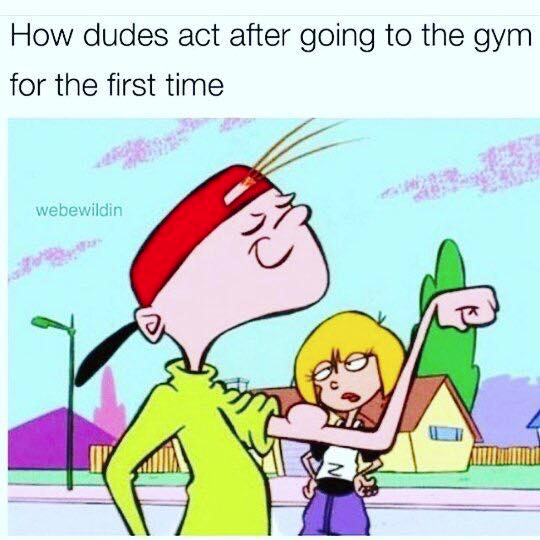 How dudes act after going to the gym
for the first time
webewildin
Z